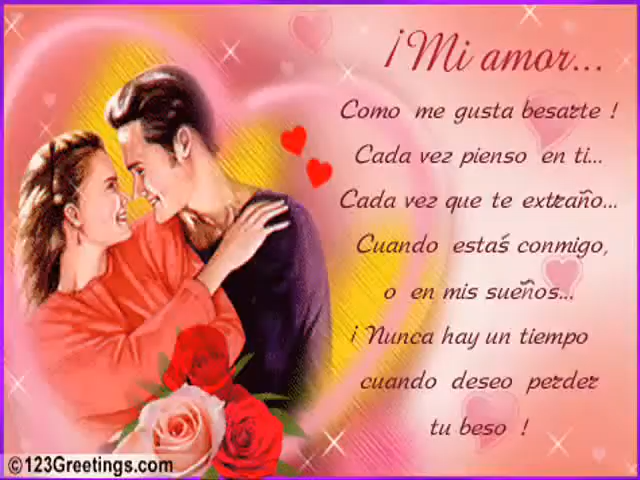 ¡Mi amor...
Como me gusta besarte !
Cada vez pienso en ti...
Cada vez que te extraño...
Cuando estaś conmigo,
o en mis sueños...
¡Nunca hay un tiempo
cuando deseo perder
tu beso !
©123Greetings.com